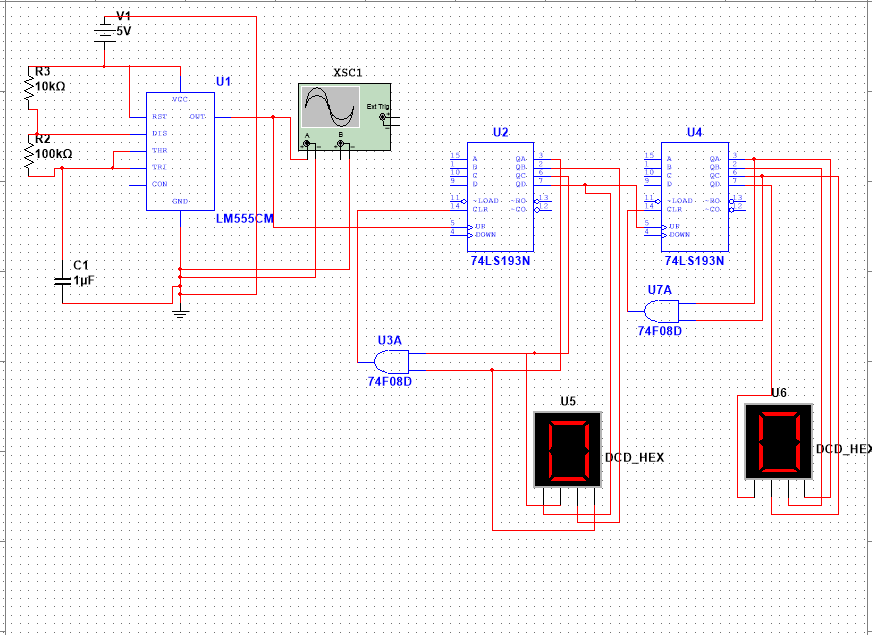 V1
5V
R3
10kΩ
R2
100kΩ
C1
1µF
U1
VCC
RST
OUT
DIS
THR
TRI
CON
GND
LM555CM
XSC1
Ext Trig
+
_
A
B
+
_
+
_
U2
15
A
QA
3
1
B
QB
2
10
C
QC
6
9
D
QD
7
11
~LOAD
~BO
13
14
CLR
~CO
12
5
UP
4
DOWN
74LS193N
U4
15
A
QA
3
1
B
QB
2
10
C
QC
6
9
D
QD
7
11
~LOAD
~BO
13
14
CLR
~CO
12
5
UP
4
DOWN
74LS193N
U7A
74F08D
U3A
74F08D
U5
DCD_HEX
0
U6
DCD_HEX
0